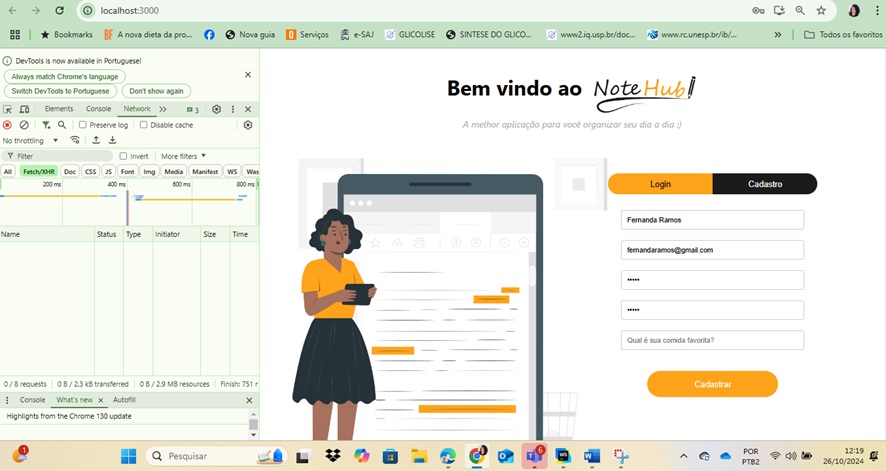 localhost:3000
Bookmarks
A nova dieta da pro...
Nova guia
Serviços
e-SAJ
GLICOLISE
SINTESE DO GLICO...
www2.iq.usp.br/doc...
www.rc.unesp.br/ib/...
»
Todos os favoritos
DevTools is now available in Portuguese!
Always match Chrome's language
Switch DevTools to Portuguese
Don't show again
Elements
Console
Network
»
3
Preserve log
Disable cache
No throttling
Filter
Invert
More filters
All
Fetch/XHR
Doc
CSS
JS
Font
Img
Media
Manifest
WS
Wa
200 ms
400 ms
600 ms
800 ms
Name
Status
Type
Initiator
Size
Time
0 / 8 requests
0 B / 2.3 kB transferred
0 B / 2.9 MB resources
Finish: 751 r
Console
What's new
Autofill
Highlights from the Chrome 130 update
Bem vindo ao NoteHub
A melhor aplicação para você organizar seu dia a dia :)
Login
Cadastro
Fernanda Ramos
fernandaramos@gmail.com
•••••
•••••
Qual é sua comida favorita?
Cadastrar
1
Pesquisar
6
POR
PTB2
12:19
26/10/2024